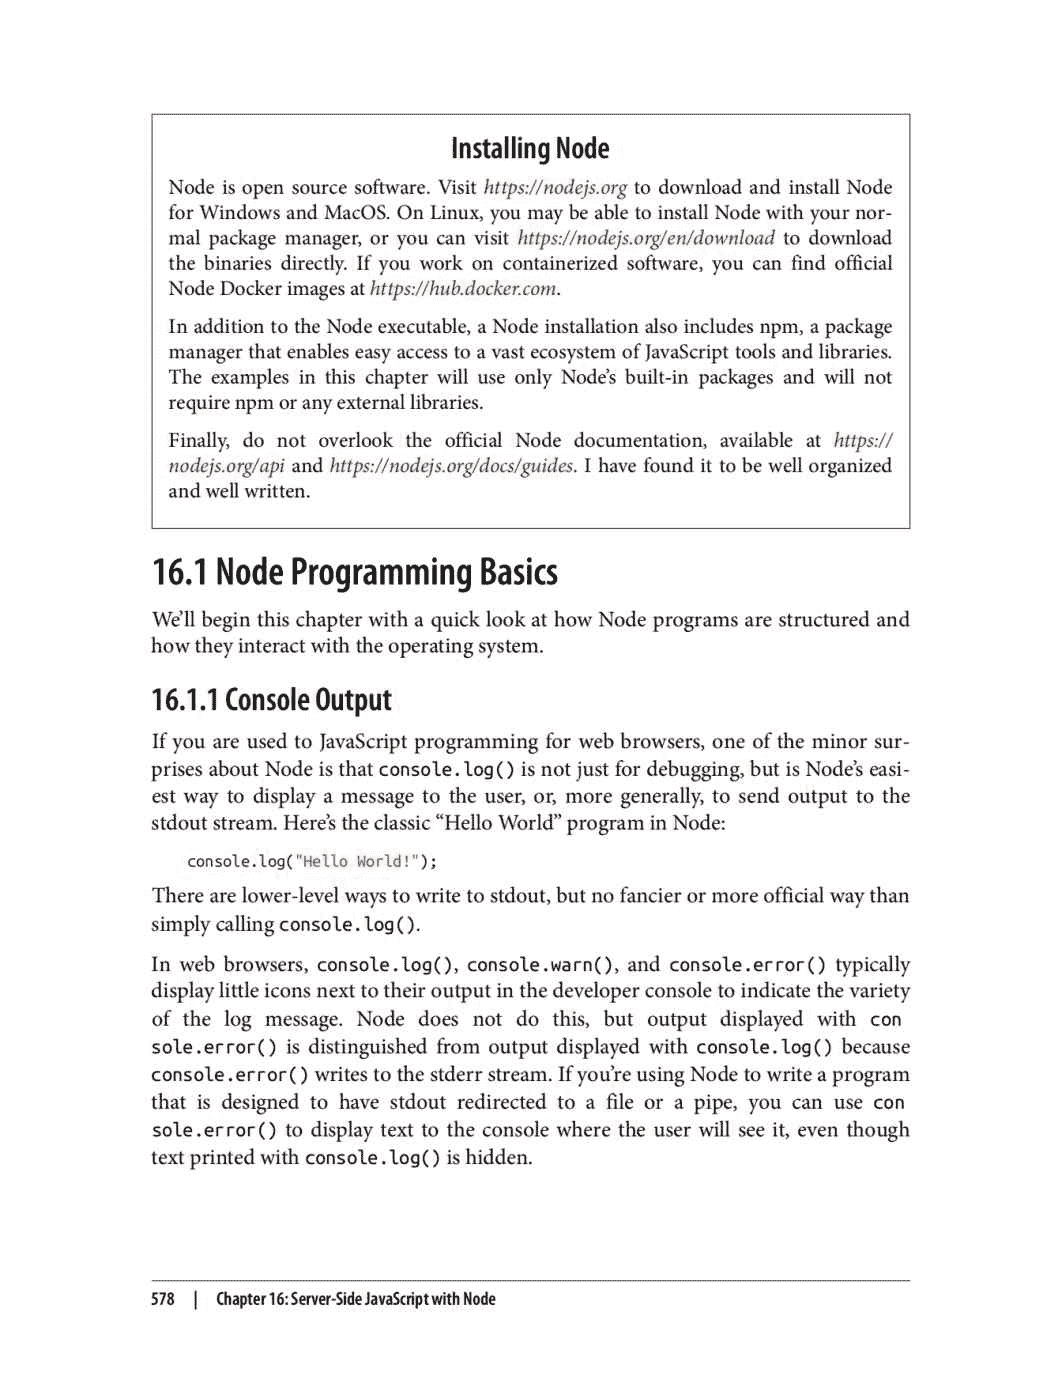 Installing Node
Node is open source software. Visit https://nodejs.org to download and install Node
for Windows and MacOS. On Linux, you may be able to install Node with your nor-
mal package manager, or you can visit https://nodejs.org/en/download to download
the binaries directly. If you work on containerized software, you can find official
Node Docker images at https://hub.docker.com.
In addition to the Node executable, a Node installation also includes npm, a package
manager that enables easy access to a vast ecosystem of JavaScript tools and libraries.
The examples in this chapter will use only Node’s built-in packages and will not
require npm or any external libraries.
Finally, do not overlook the official Node documentation, available at https://
nodejs.org/api and https://nodejs.org/docs/guides. I have found it to be well organized
and well written.
16.1 Node Programming Basics
We’ll begin this chapter with a quick look at how Node programs are structured and
how they interact with the operating system.
16.1.1 Console Output
If you are used to JavaScript programming for web browsers, one of the minor sur-
prises about Node is that console.log() is not just for debugging, but is Node’s easi-
est way to display a message to the user, or, more generally, to send output to the
stdout stream. Here’s the classic “Hello World” program in Node:
console.log("Hello World!");
There are lower-level ways to write to stdout, but no fancier or more official way than
simply calling console.log().
In web browsers, console.log(), console.warn(), and console.error() typically
display little icons next to their output in the developer console to indicate the variety
of the log message. Node does not do this, but output displayed with con
sole.error() is distinguished from output displayed with console.log() because
console.error() writes to the stderr stream. If you’re using Node to write a program
that is designed to have stdout redirected to a file or a pipe, you can use con
sole.error() to display text to the console where the user will see it, even though
text printed with console.log() is hidden.
578 | Chapter 16: Server-Side JavaScript with Node